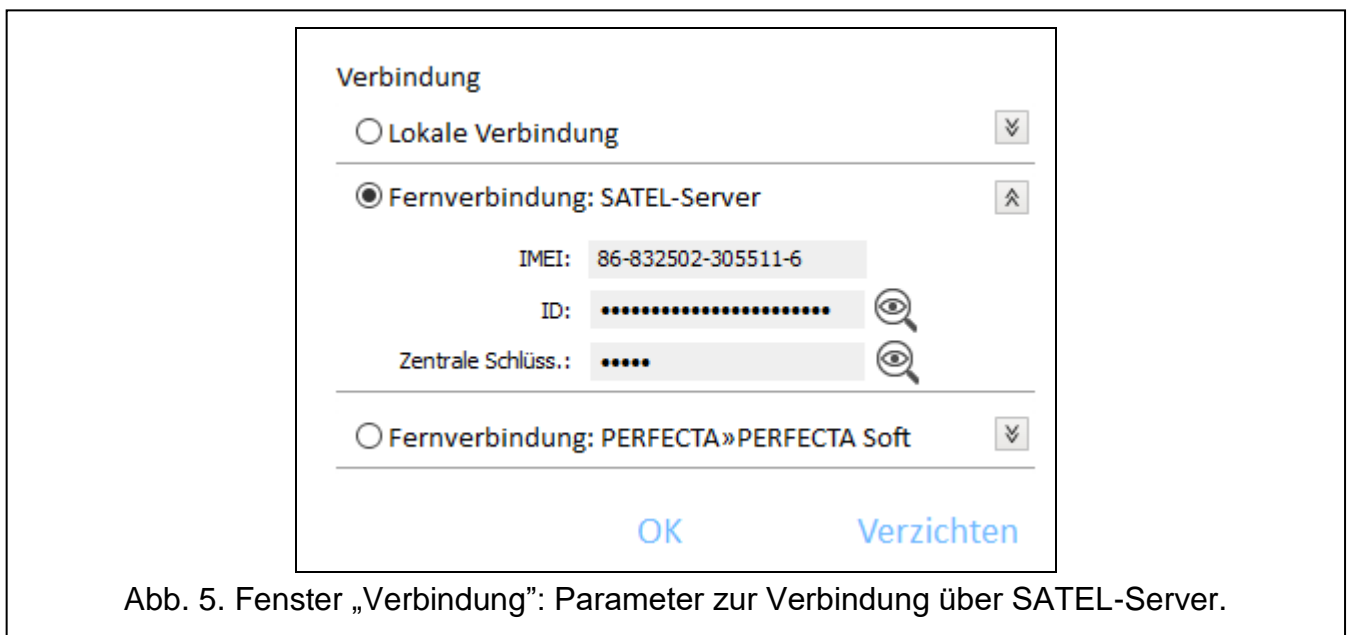 Verbindung
Lokale Verbindung
Fernverbindung: SATEL-Server
IMEI: 86-832502-305511-6
ID: •••••••••••••••••••••••
Zentrale Schlüss.: •••••
Fernverbindung: PERFECTA»PERFECTA Soft
OK Verzichten
Abb. 5. Fenster „Verbindung”: Parameter zur Verbindung über SATEL-Server.